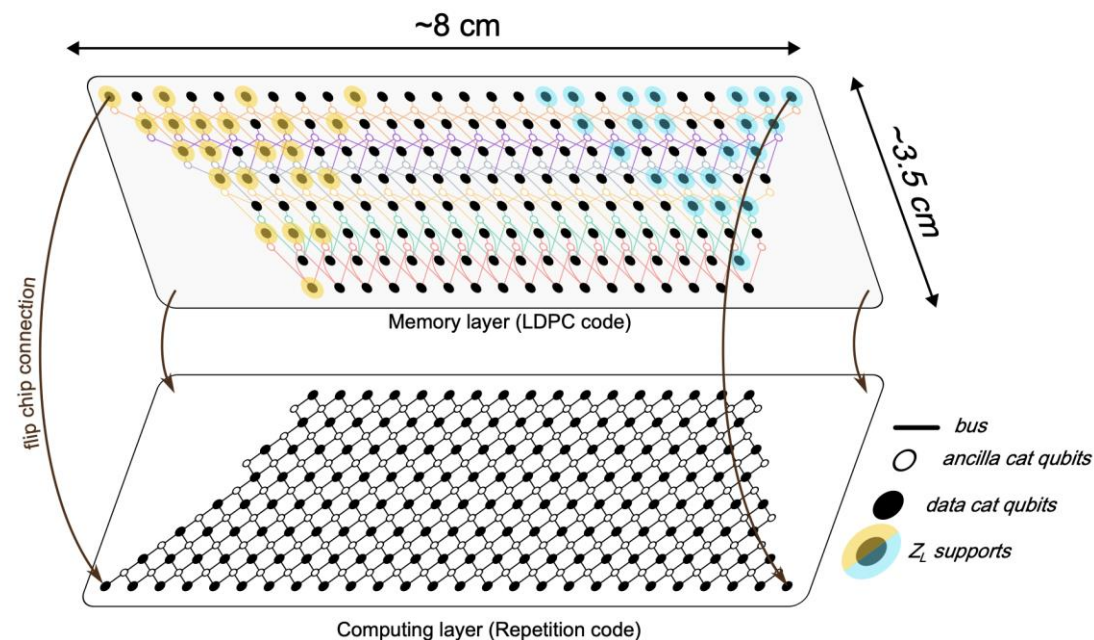 ~8 cm
~3.5 cm
flip chip connection
Memory layer (LDPC code)
bus
ancilla cat qubits
data cat qubits
Z_L supports
Computing layer (Repetition code)